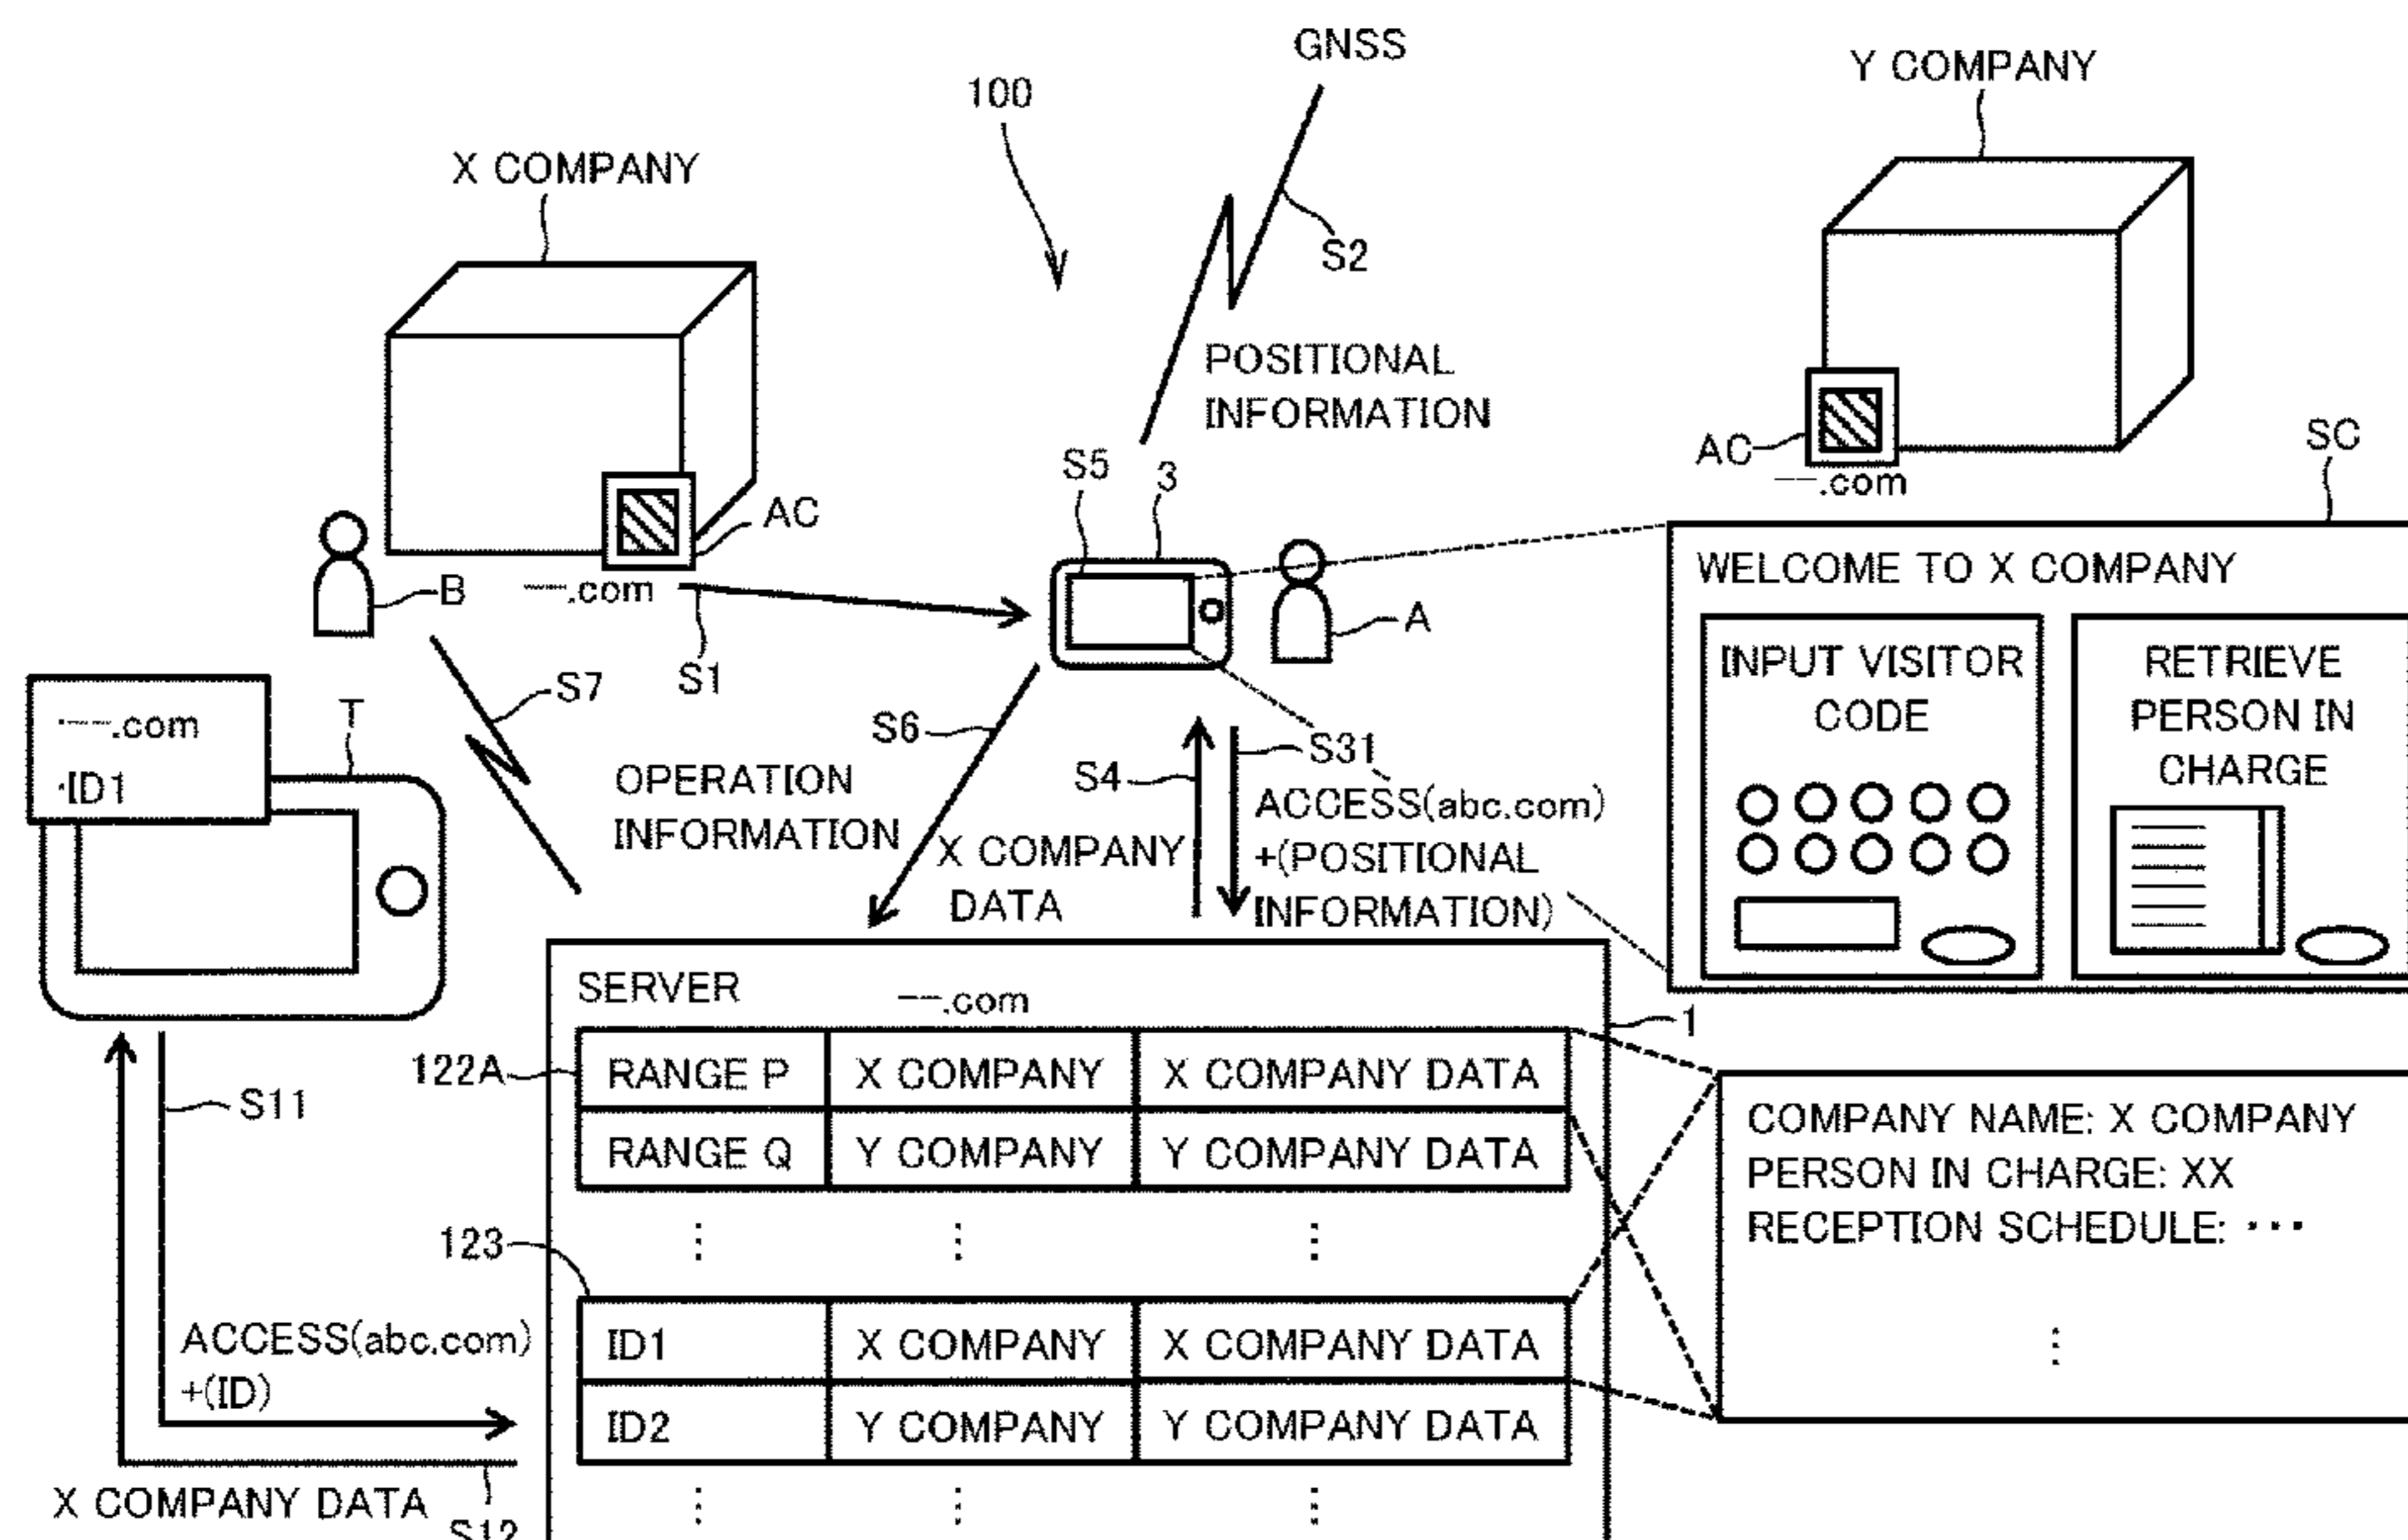 GNSS
100
Y COMPANY
X COMPANY
S2
POSITIONAL
INFORMATION
S5
3
AC
SC
--.com
AC
B
--.com
S1
A
WELCOME TO X COMPANY
INPUT VISITOR
CODE
RETRIEVE
PERSON IN
CHARGE
S7
T
---.com
·ID1
S6
S4
S31
OPERATION
INFORMATION
ACCESS(abc.com)
+(POSITIONAL
INFORMATION)
X COMPANY
DATA
SERVER
--.com
1
122A
RANGE P X COMPANY X COMPANY DATA
RANGE Q Y COMPANY Y COMPANY DATA
⋮ ⋮ ⋮
S11
COMPANY NAME: X COMPANY
PERSON IN CHARGE: XX
RECEPTION SCHEDULE: ···
⋮
123
ID1 X COMPANY X COMPANY DATA
ID2 Y COMPANY Y COMPANY DATA
⋮ ⋮ ⋮
ACCESS(abc.com)
+(ID)
X COMPANY DATA
S12